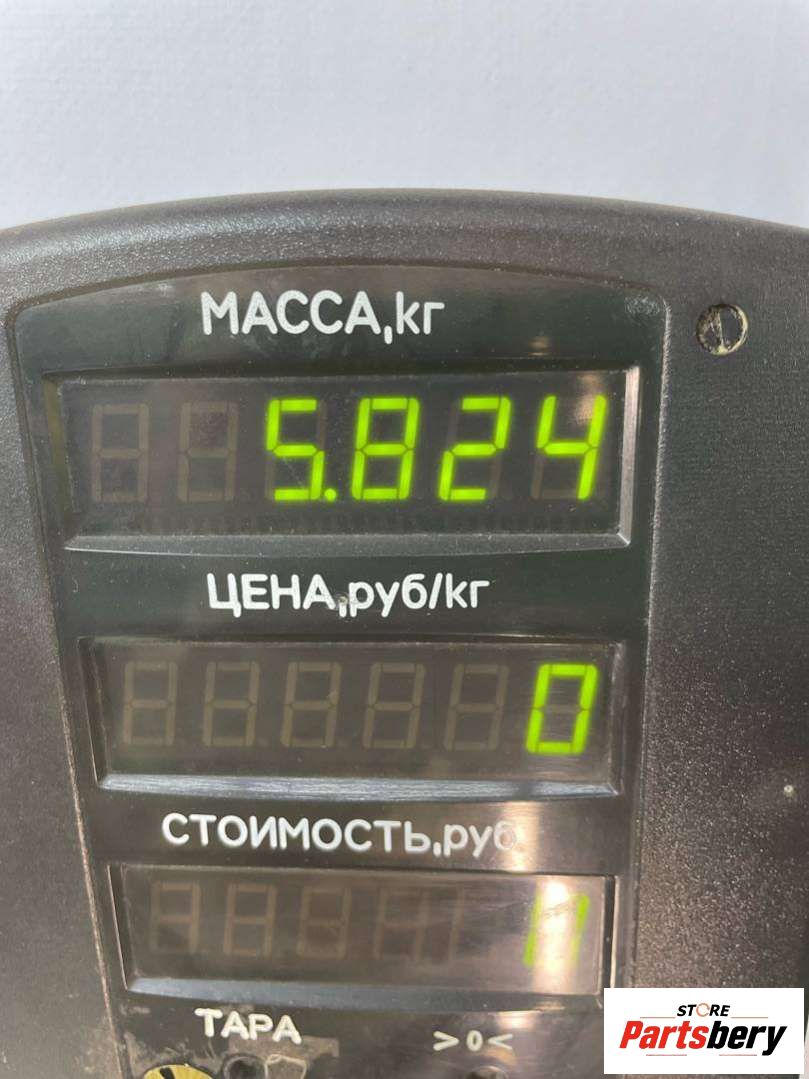 МАССА,кг
5.824
ЦЕНА,руб/кг
0
СТОИМОСТЬ,руб.
ТАРА
>0<
STORE
Partsbery